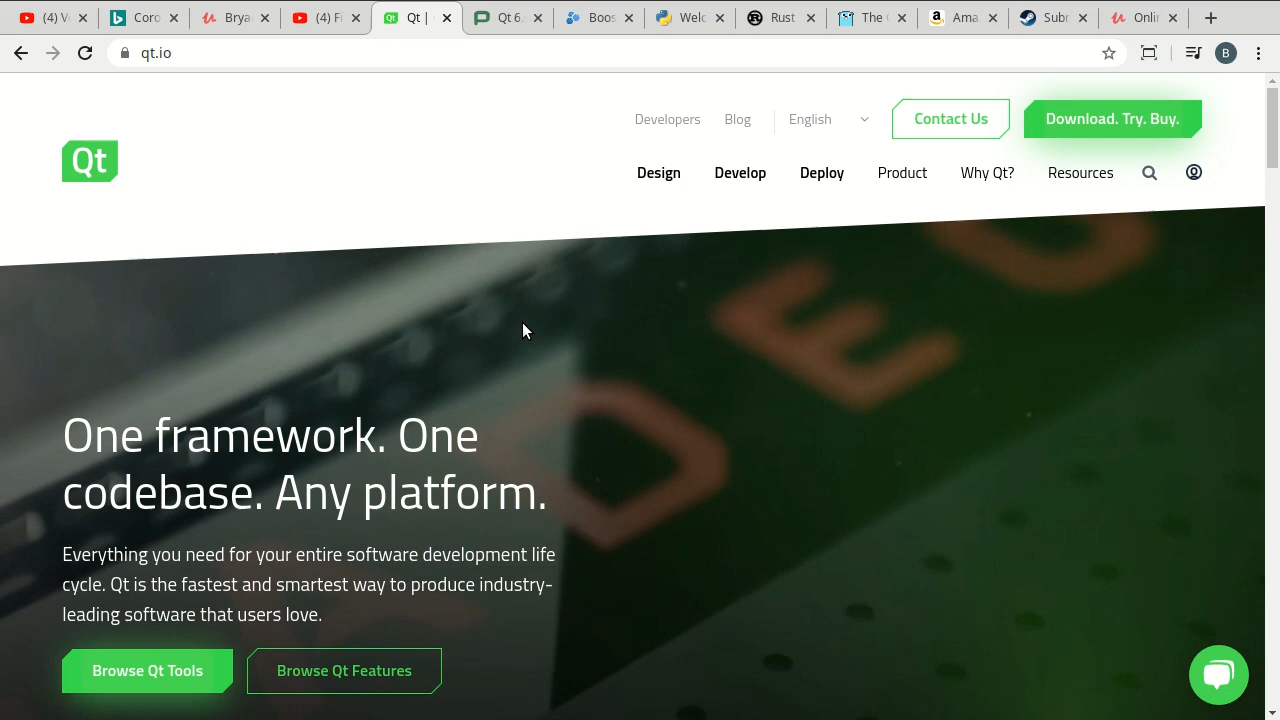 (4) V
Coro
Brya
(4) Fi
Qt |
Qt 6.
Boos
Welc
Rust
The
Ama
Subr
Onlin
qt.io
B
Developers
Blog
English
Contact Us
Download. Try. Buy.
Qt
Design
Develop
Deploy
Product
Why Qt?
Resources
DEC
One framework. One
codebase. Any platform.
Everything you need for your entire software development life
cycle. Qt is the fastest and smartest way to produce industry-
leading software that users love.
Browse Qt Tools
Browse Qt Features